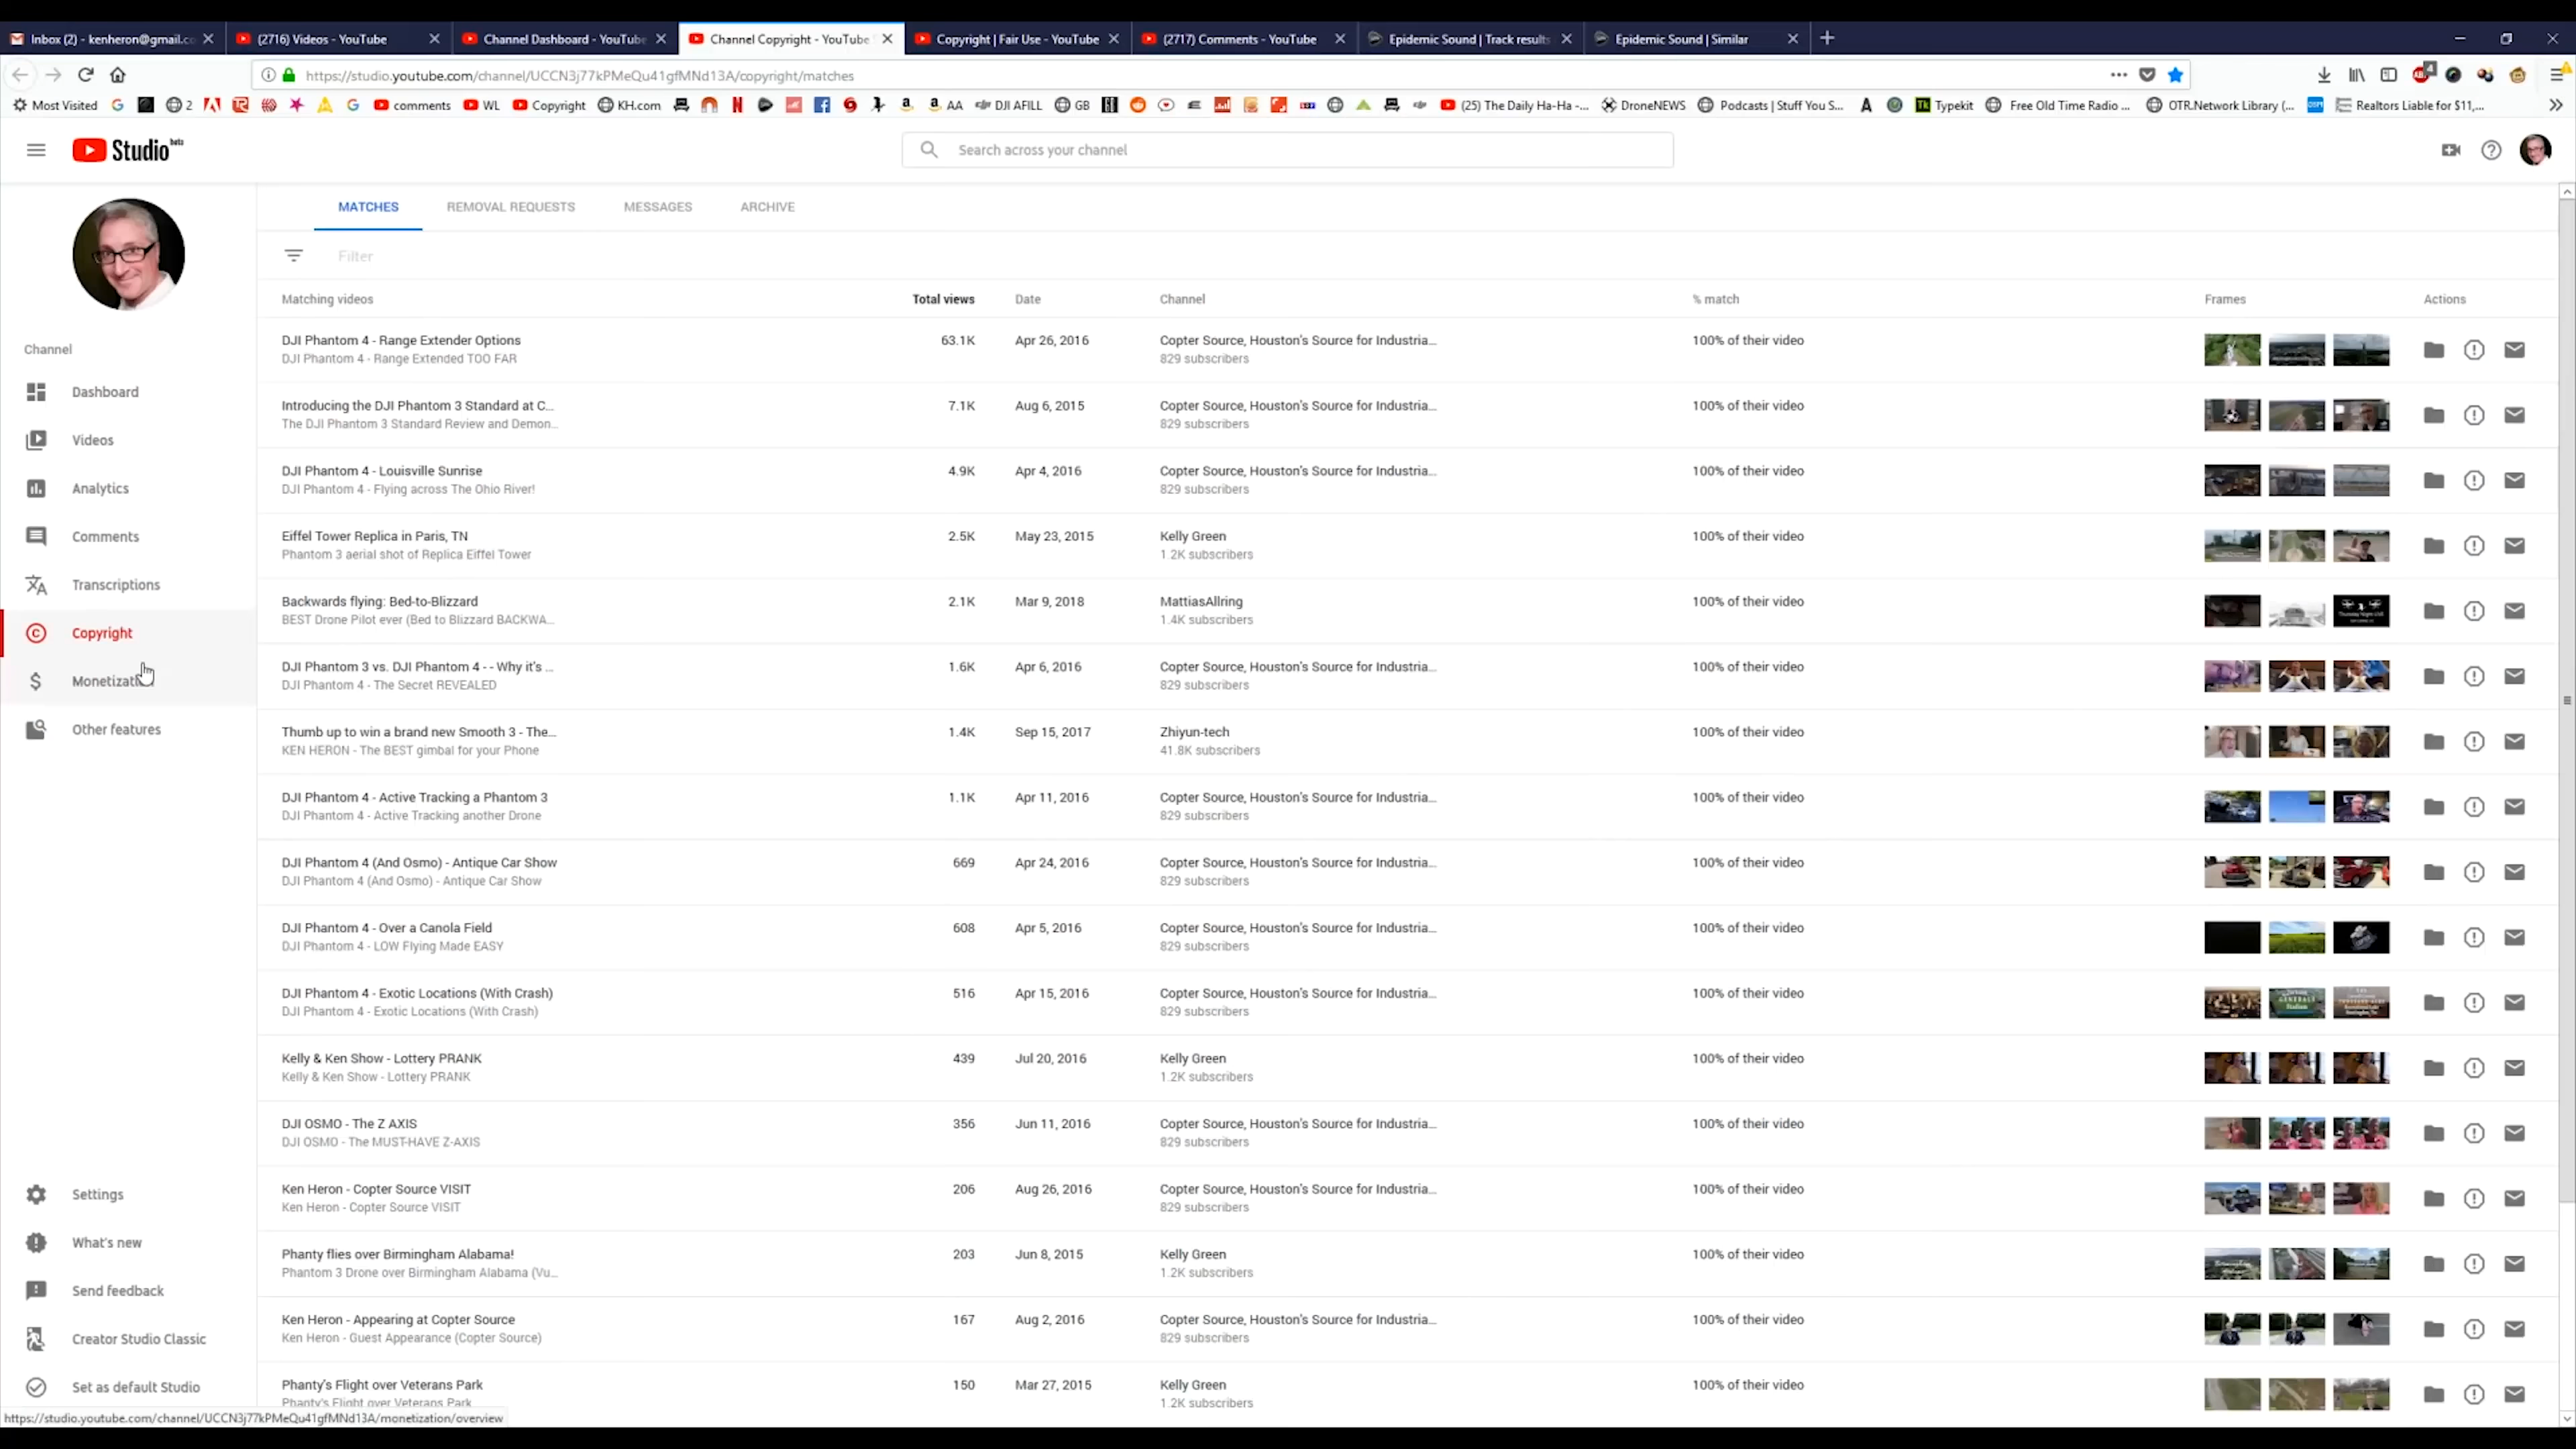 Inbox (2) - kenheron@gmail.c
(2716) Videos - YouTube
Channel Dashboard - YouTube
Channel Copyright - YouTube
Copyright | Fair Use - YouTube
(2717) Comments - YouTube
Epidemic Sound | Track results
Epidemic Sound | Similar
https://studio.youtube.com/channel/UCCN3j77kPMeQu41gfMNd13A/copyright/matches
Most Visited
2
comments
WL
Copyright
KH.com
AA
DJI AFILL
GB
(25) The Daily Ha-Ha -...
DroneNEWS
Podcasts | Stuff You S...
Typekit
Free Old Time Radio ...
OTR.Network Library (...
Realtors Liable for $11,...
Studio beta
Search across your channel
MATCHES
REMOVAL REQUESTS
MESSAGES
ARCHIVE
Filter
Matching videos Total views Date Channel % match Frames Actions
DJI Phantom 4 - Range Extender Options 63.1K Apr 26, 2016 Copter Source, Houston's Source for Industria... 100% of their video
DJI Phantom 4 - Range Extended TOO FAR 829 subscribers
Introducing the DJI Phantom 3 Standard at C... 7.1K Aug 6, 2015 Copter Source, Houston's Source for Industria... 100% of their video
The DJI Phantom 3 Standard Review and Demon... 829 subscribers
DJI Phantom 4 - Louisville Sunrise 4.9K Apr 4, 2016 Copter Source, Houston's Source for Industria... 100% of their video
DJI Phantom 4 - Flying across The Ohio River! 829 subscribers
Eiffel Tower Replica in Paris, TN 2.5K May 23, 2015 Kelly Green 100% of their video
Phantom 3 aerial shot of Replica Eiffel Tower 1.2K subscribers
Backwards flying: Bed-to-Blizzard 2.1K Mar 9, 2018 MattiasAllring 100% of their video
BEST Drone Pilot ever (Bed to Blizzard BACKWA... 1.4K subscribers
DJI Phantom 3 vs. DJI Phantom 4 - - Why it's ... 1.6K Apr 6, 2016 Copter Source, Houston's Source for Industria... 100% of their video
DJI Phantom 4 - The Secret REVEALED 829 subscribers
Thumb up to win a brand new Smooth 3 - The... 1.4K Sep 15, 2017 Zhiyun-tech 100% of their video
KEN HERON - The BEST gimbal for your Phone 41.8K subscribers
DJI Phantom 4 - Active Tracking a Phantom 3 1.1K Apr 11, 2016 Copter Source, Houston's Source for Industria... 100% of their video
DJI Phantom 4 - Active Tracking another Drone 829 subscribers
DJI Phantom 4 (And Osmo) - Antique Car Show 669 Apr 24, 2016 Copter Source, Houston's Source for Industria... 100% of their video
DJI Phantom 4 (And Osmo) - Antique Car Show 829 subscribers
DJI Phantom 4 - Over a Canola Field 608 Apr 5, 2016 Copter Source, Houston's Source for Industria... 100% of their video
DJI Phantom 4 - LOW Flying Made EASY 829 subscribers
DJI Phantom 4 - Exotic Locations (With Crash) 516 Apr 15, 2016 Copter Source, Houston's Source for Industria... 100% of their video
DJI Phantom 4 - Exotic Locations (With Crash) 829 subscribers
Kelly & Ken Show - Lottery PRANK 439 Jul 20, 2016 Kelly Green 100% of their video
Kelly & Ken Show - Lottery PRANK 1.2K subscribers
DJI OSMO - The Z AXIS 356 Jun 11, 2016 Copter Source, Houston's Source for Industria... 100% of their video
DJI OSMO - The MUST-HAVE Z-AXIS 829 subscribers
Ken Heron - Copter Source VISIT 206 Aug 26, 2016 Copter Source, Houston's Source for Industria... 100% of their video
Ken Heron - Copter Source VISIT 829 subscribers
Phanty flies over Birmingham Alabama! 203 Jun 8, 2015 Kelly Green 100% of their video
Phantom 3 Drone over Birmingham Alabama (Vu... 1.2K subscribers
Ken Heron - Appearing at Copter Source 167 Aug 2, 2016 Copter Source, Houston's Source for Industria... 100% of their video
Ken Heron - Guest Appearance (Copter Source) 829 subscribers
Phanty's Flight over Veterans Park 150 Mar 27, 2015 Kelly Green 100% of their video
Phanty's Flight over Veterans Park 1.2K subscribers
Channel
Dashboard
Videos
Analytics
Comments
Transcriptions
Copyright
Monetizati
Other features
Settings
What's new
Send feedback
Creator Studio Classic
Set as default Studio
https://studio.youtube.com/channel/UCCN3j77kPMeQu41gfMNd13A/monetization/overview